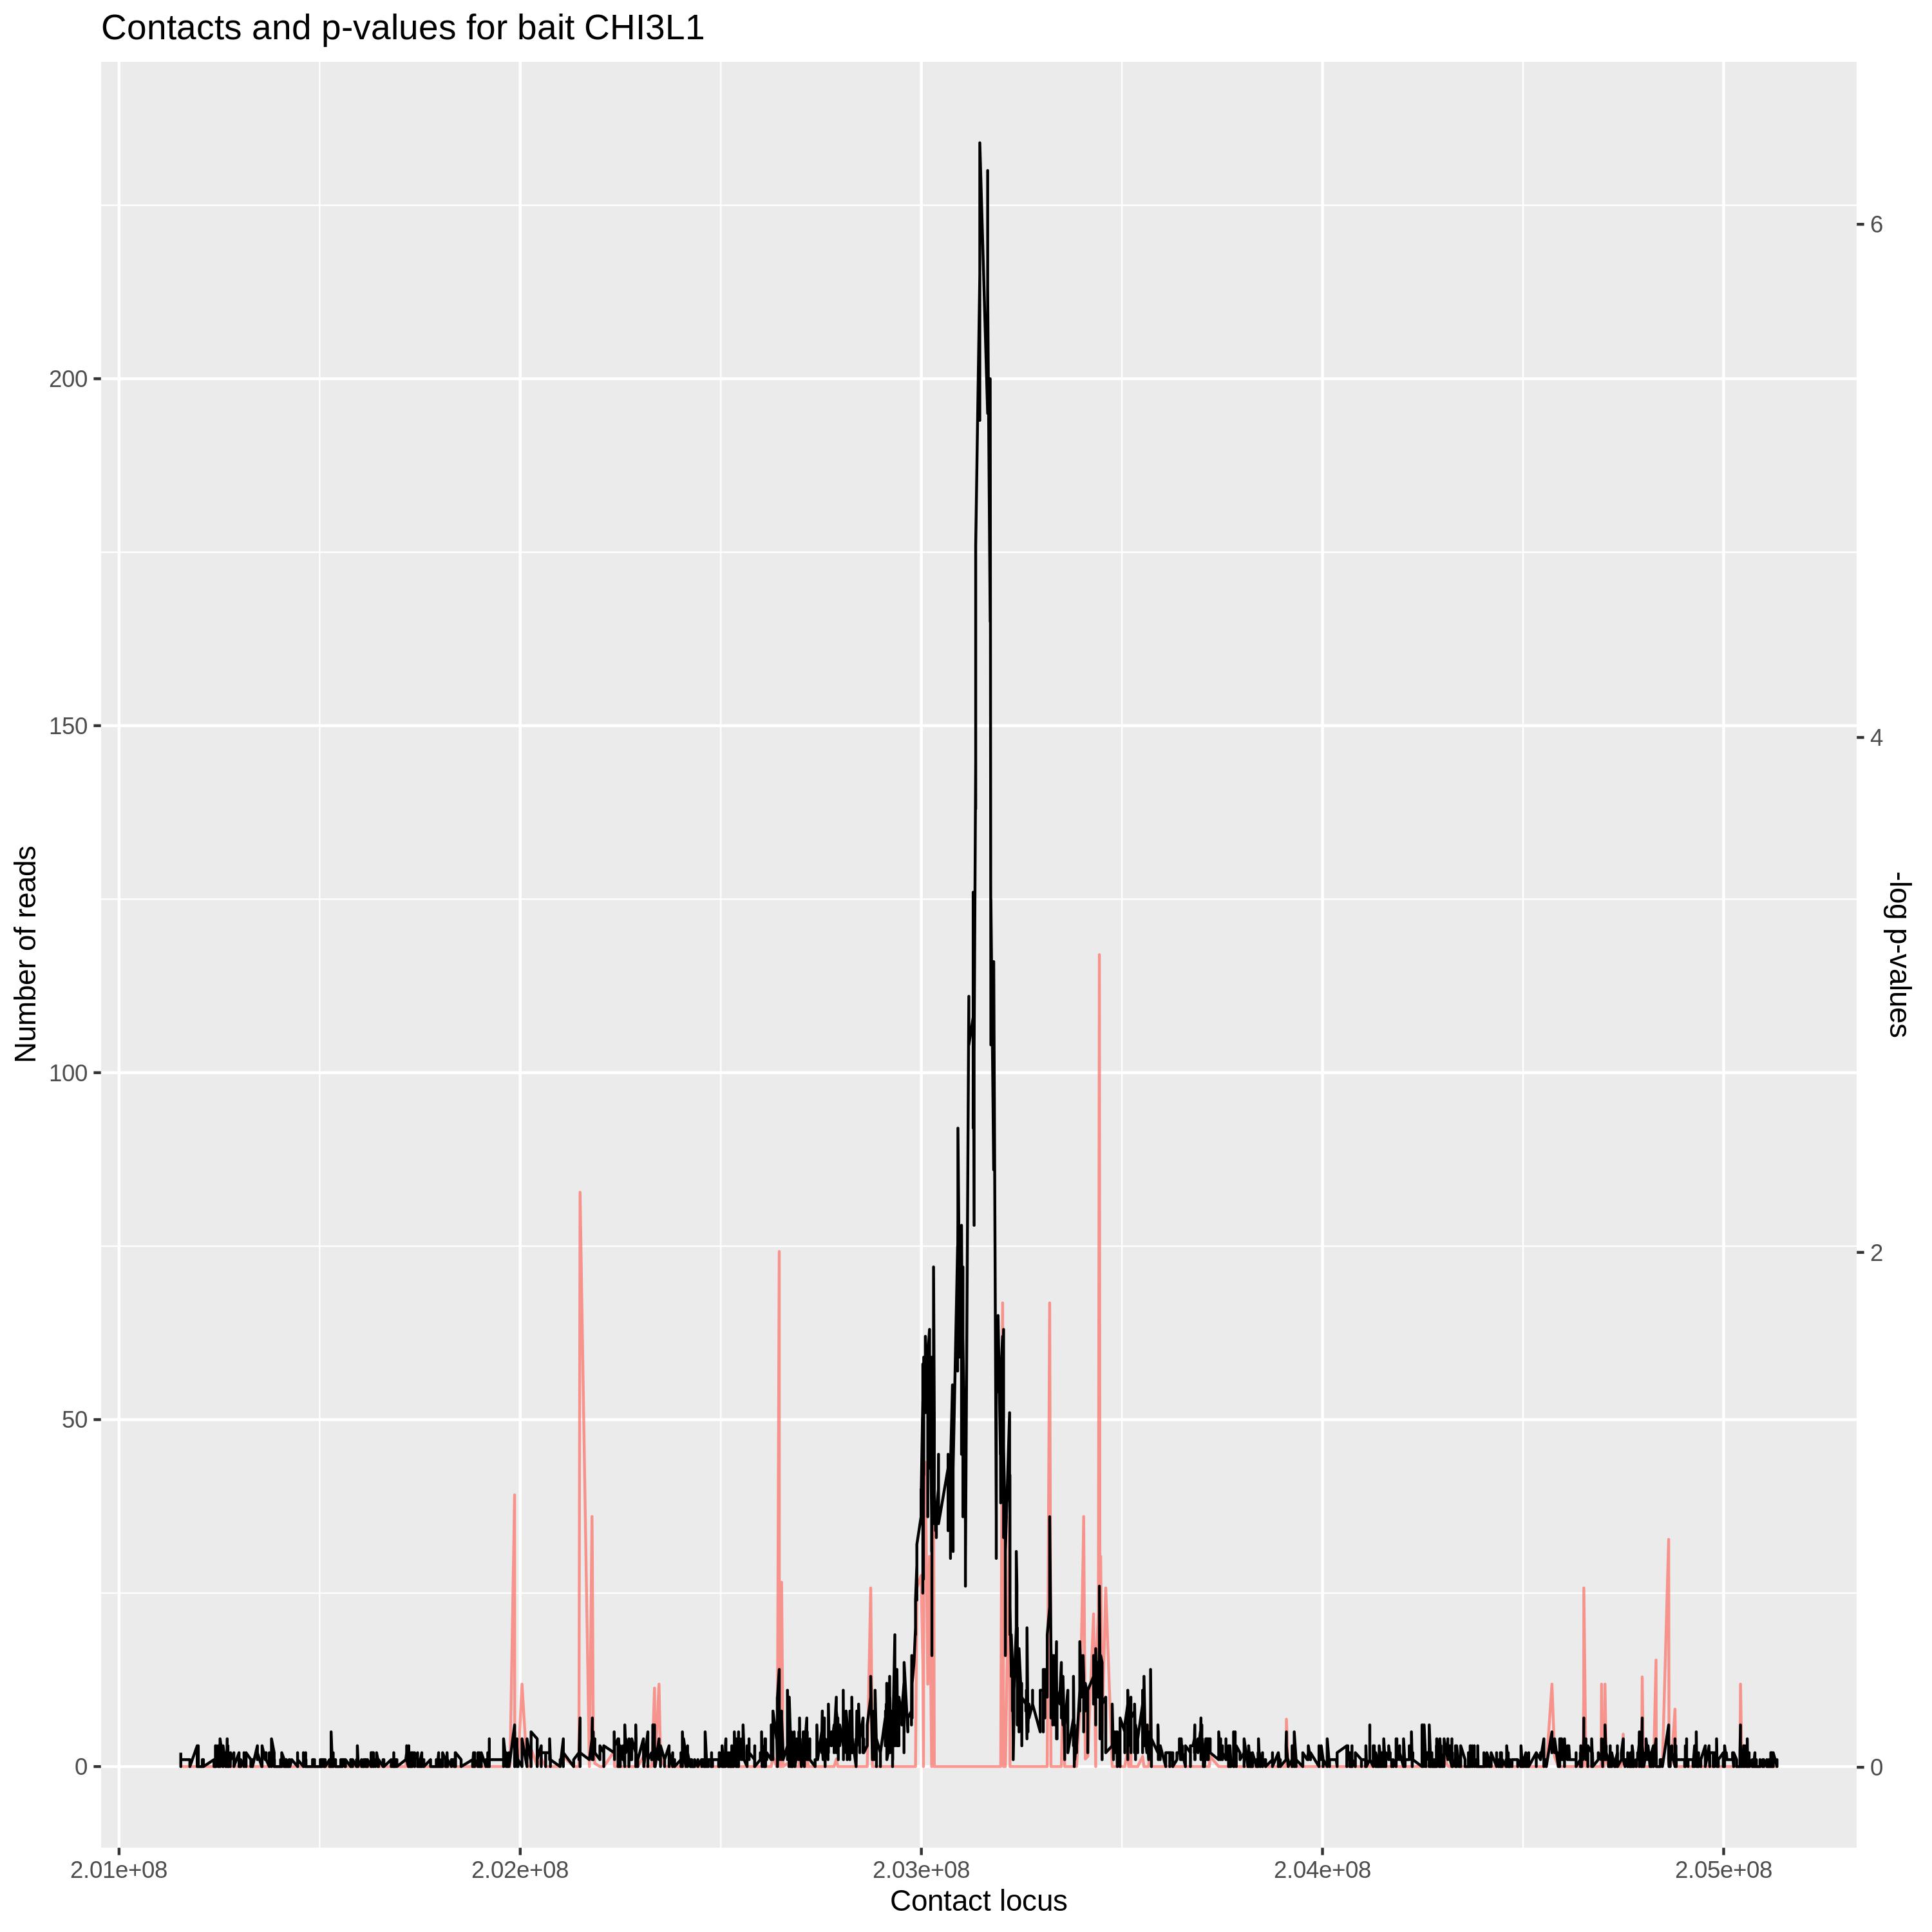 Contacts and p-values for bait CHI3L1
200
150
100
50
0
Number of reads
6
4
2
0
-log p-values
2.01e+08 2.02e+08 2.03e+08 2.04e+08 2.05e+08
Contact locus